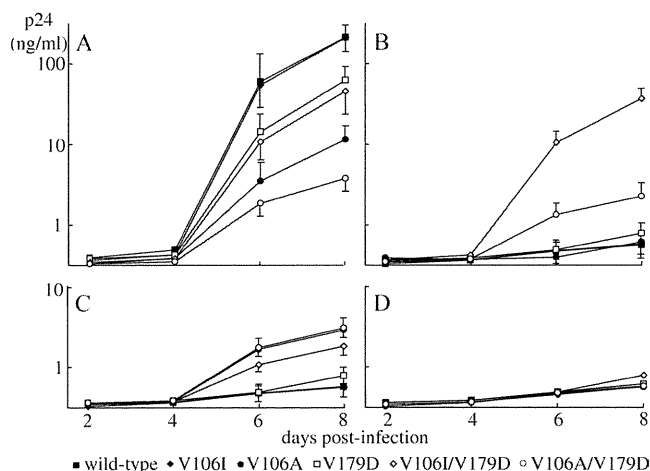 p24
(ng/ml)
A
B
100
10
1
C
D
10
1
2 4 6 8 2 4 6 8
days post-infection
■ wild-type ◆ V106I ● V106A □ V179D ◇ V106I/V179D ○ V106A/V179D